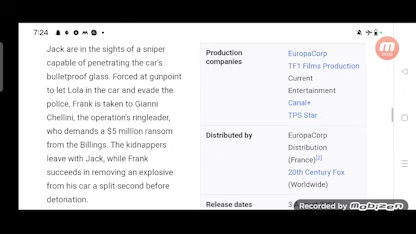 7:24
Jack are in the sights of a sniper
capable of penetrating the car's
bulletproof glass. Forced at gunpoint
to let Lola in the car and evade the
police, Frank is taken to Gianni
Chellini, the operation's ringleader,
who demands a $5 million ransom
from the Billings. The kidnappers
leave with Jack, while Frank
succeeds in removing an explosive
from his car a split-second before
detonation.
Production
companies
EuropaCorp
TF1 Films Production
Current
Entertainment
Canal+
TPS Star
Distributed by
EuropaCorp
Distribution
(France)[2]
20th Century Fox
(Worldwide)
Release dates
Recorded by
MOBIZEN